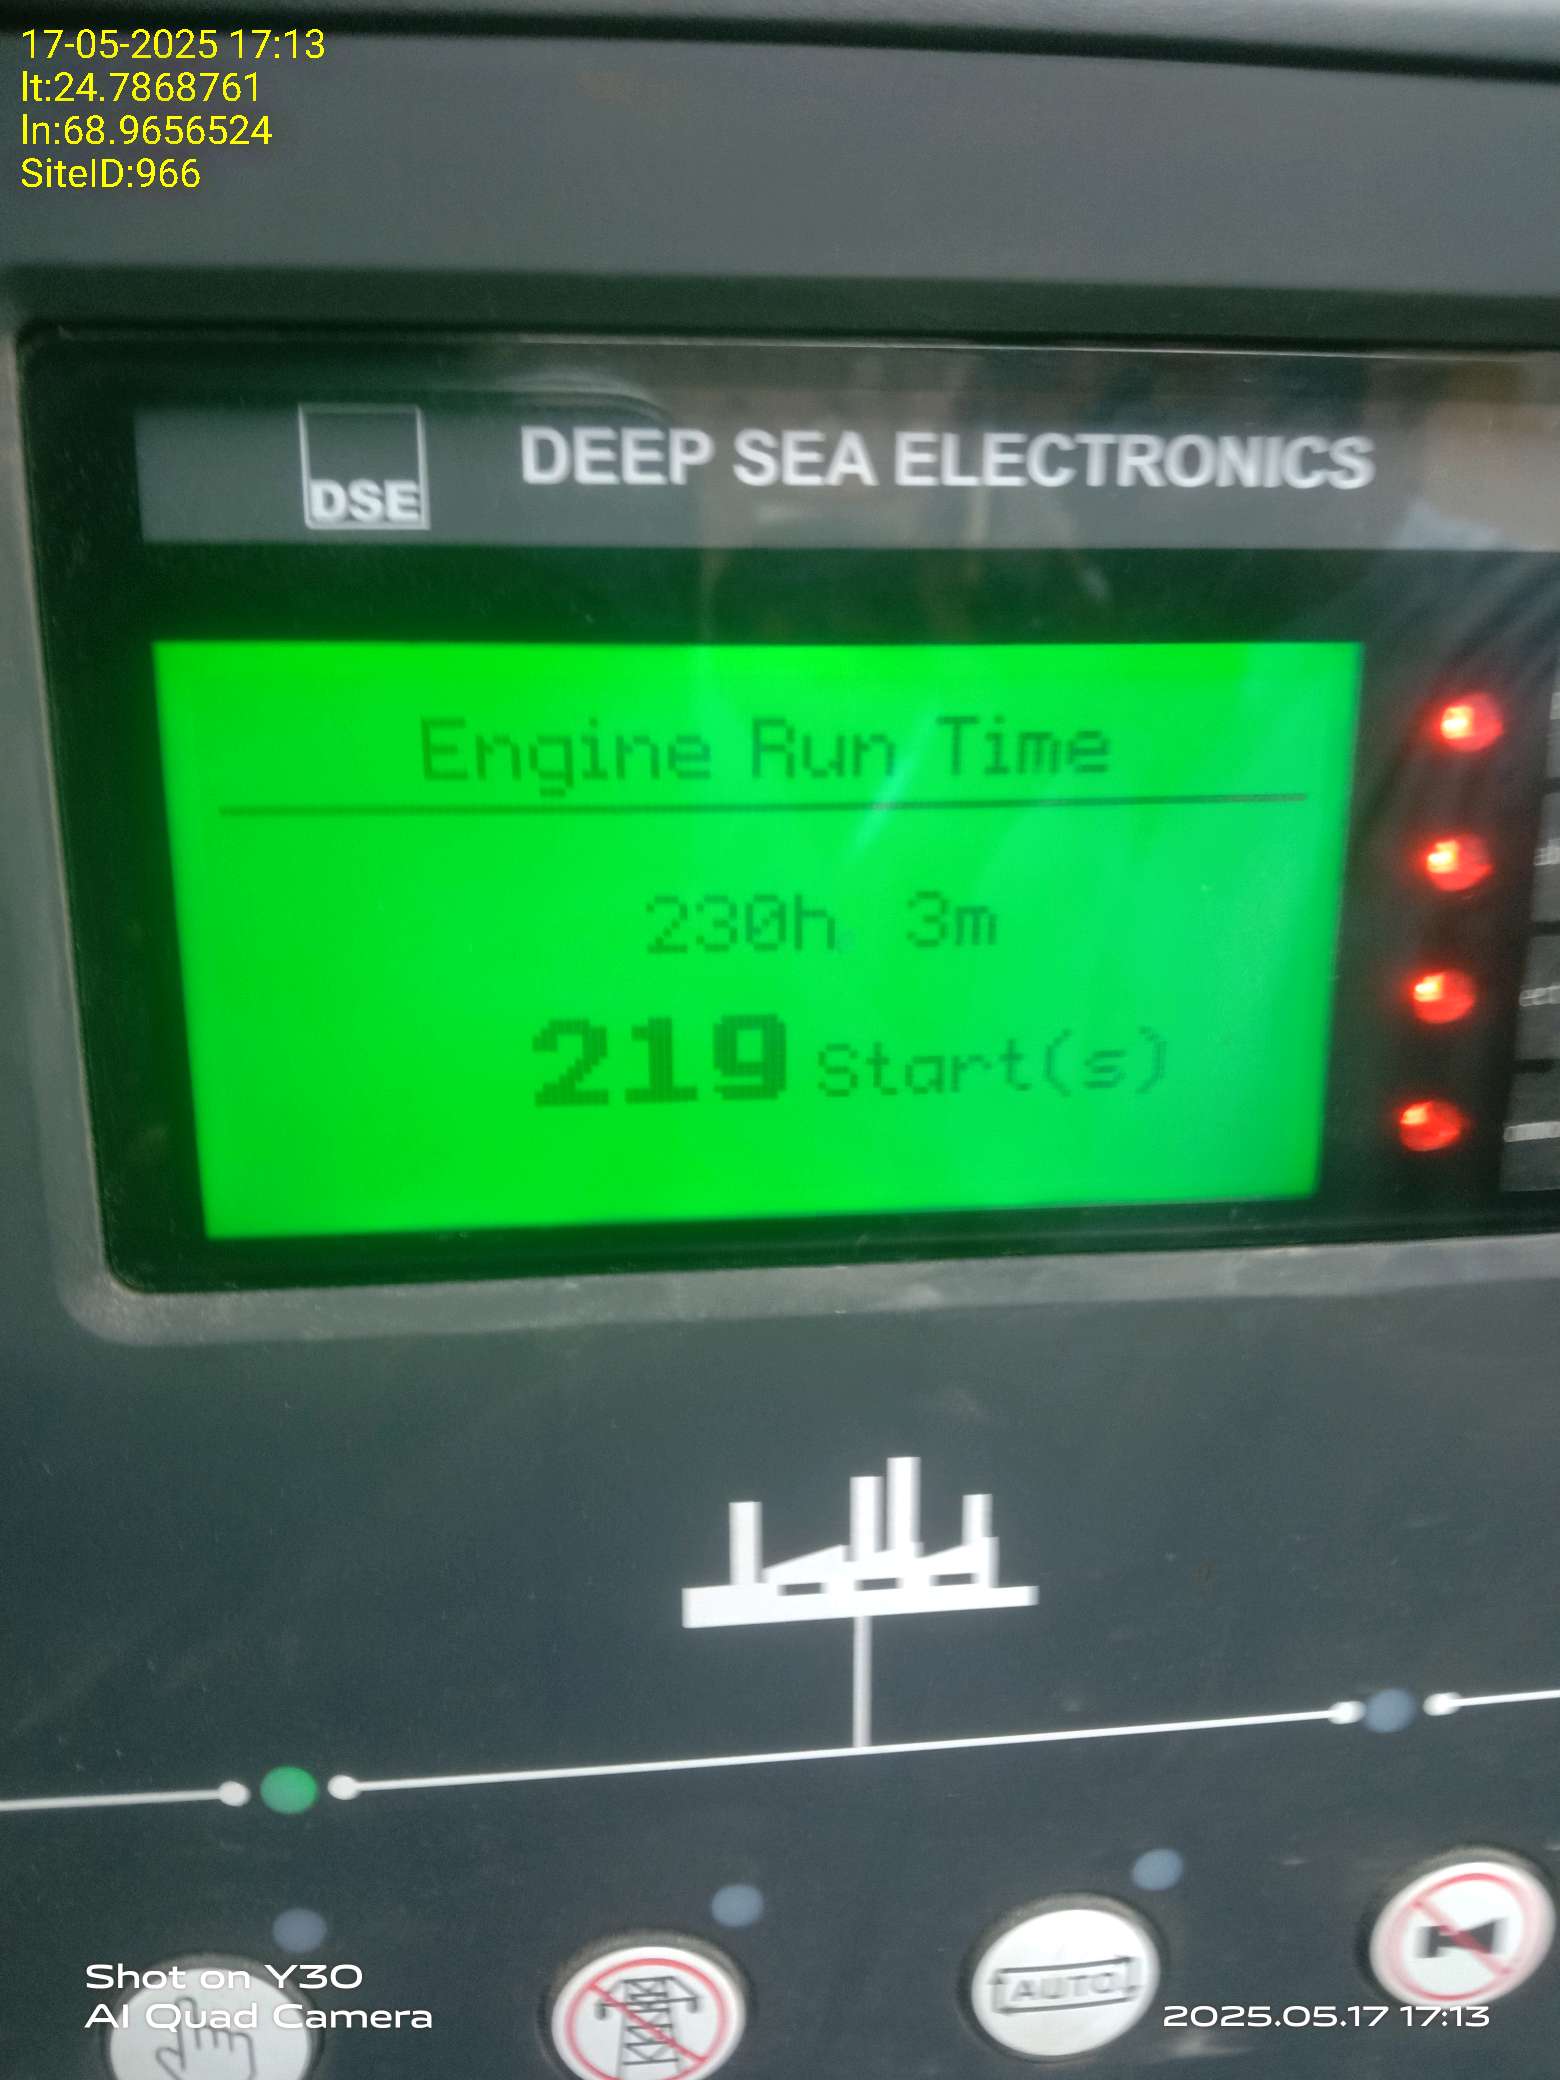 17-05-2025 17:13
lt:24.7868761
ln:68.9656524
SiteID:966
DSE
DEEP SEA ELECTRONICS
Engine Run Time
230h 3m
219 Start(s)
AUTO
Shot on Y30
AI Quad Camera
2025.05.17 17:13